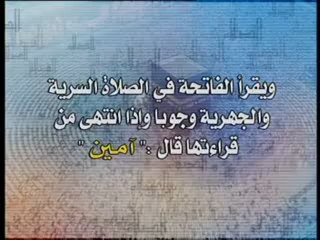 ويقرأ الفاتحة في الصلاة السرية
والجهرية وجوبا وإذا انتهى من
قراءتها قال :" آمين "